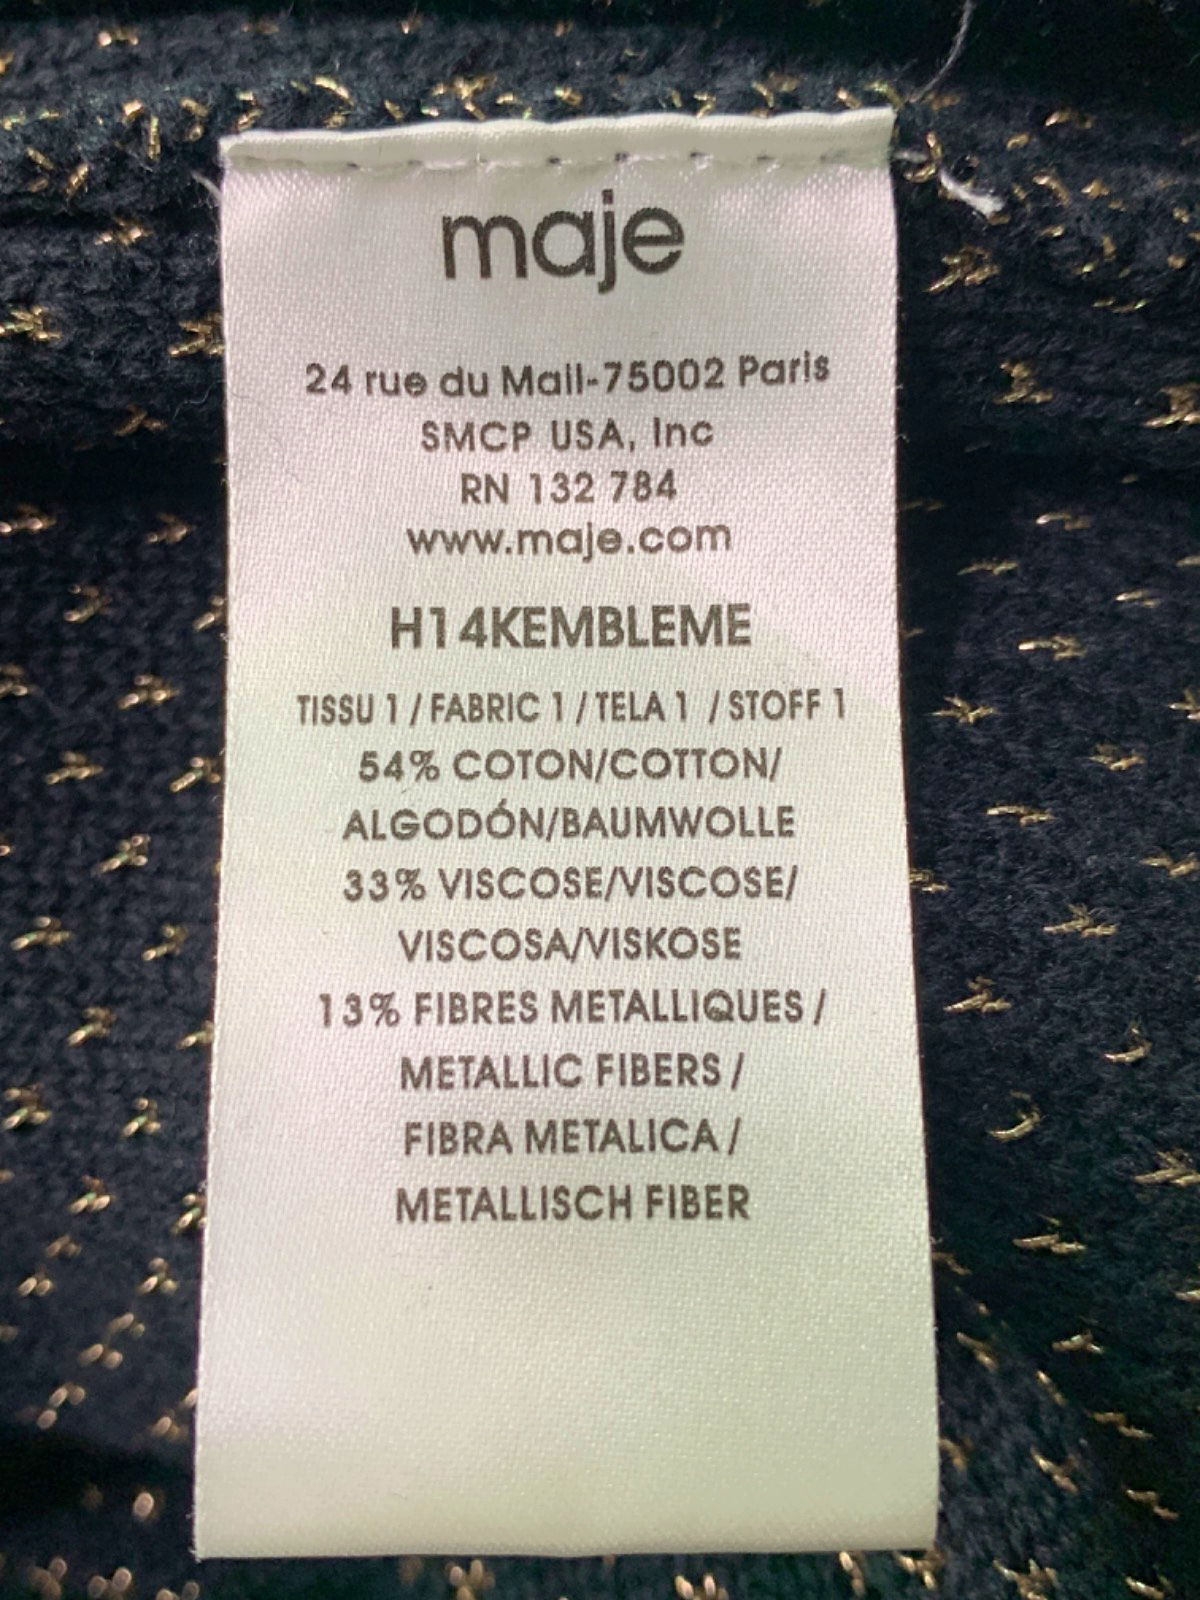 maje
24 rue du Mail-75002 Paris
SMCP USA, Inc
RN 132 784
www.maje.com
H14KEMBLEME
TISSU 1 / FABRIC 1 / TELA 1 / STOFF 1
54% COTON/COTTON/
ALGODÓN/BAUMWOLLE
33% VISCOSE/VISCOSE/
VISCOSA/VISKOSE
13% FIBRES METALLIQUES /
METALLIC FIBERS /
FIBRA METALICA /
METALLISCH FIBER